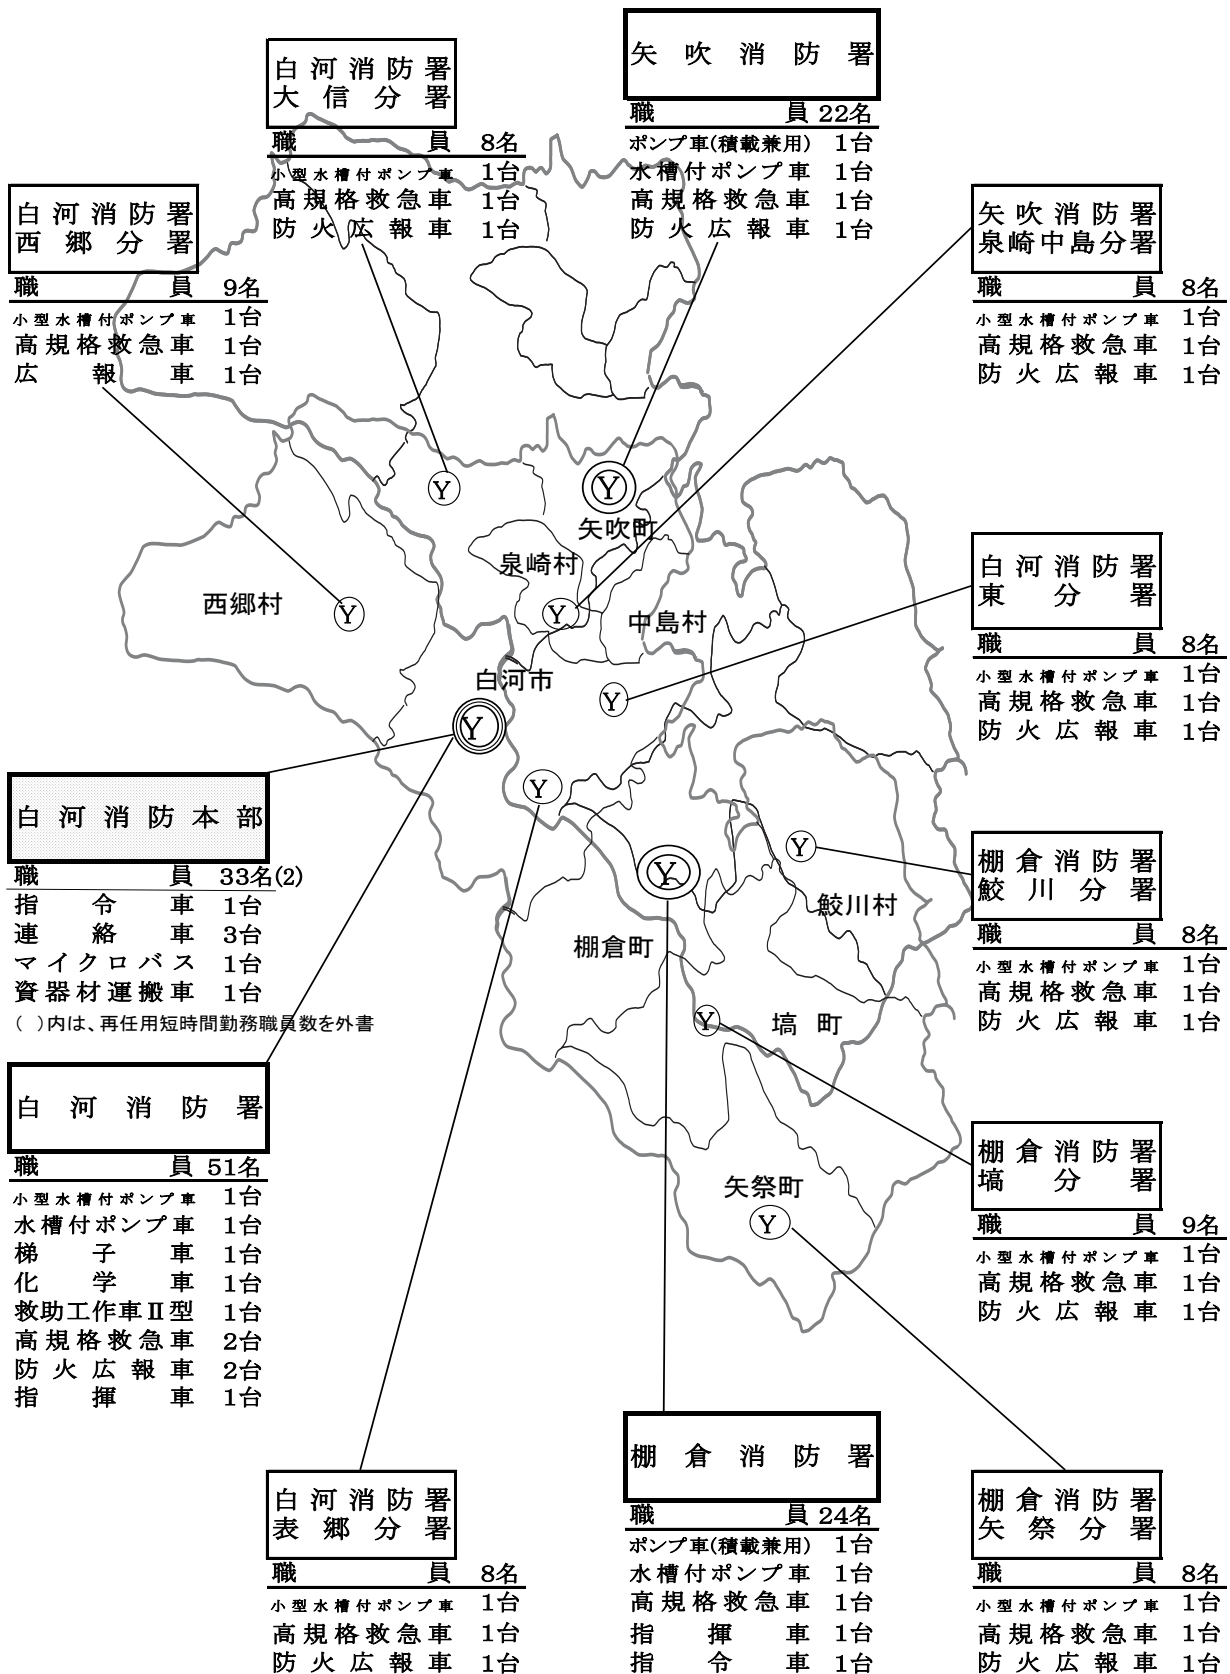 白河消防署
大信分署
職員 8名
小型水槽付ポンプ車 1台
高規格救急車 1台
防火広報車 1台
矢吹消防署
職員 22名
ポンプ車(積載兼用) 1台
水槽付ポンプ車 1台
高規格救急車 1台
防火広報車 1台
白河消防署
西郷分署
職員 9名
小型水槽付ポンプ車 1台
高規格救急車 1台
広報車 1台
矢吹消防署
泉崎中島分署
職員 8名
小型水槽付ポンプ車 1台
高規格救急車 1台
防火広報車 1台
Y
Y
矢吹町
泉崎村
西郷村
Y
Y
中島村
白河市
Y
Y
Y
白河消防署
東分署
職員 8名
小型水槽付ポンプ車 1台
高規格救急車 1台
防火広報車 1台
白河消防本部
職員 33名(2)
指令車 1台
連絡車 3台
マイクロバス 1台
資器材運搬車 1台
( )内は、再任用短時間勤務職員数を外書
Y
Y
鮫川村
棚倉町
Y
塙町
矢祭町
Y
棚倉消防署
鮫川分署
職員 8名
小型水槽付ポンプ車 1台
高規格救急車 1台
防火広報車 1台
白河消防署
職員 51名
小型水槽付ポンプ車 1台
水槽付ポンプ車 1台
梯子車 1台
化学車 1台
救助工作車Ⅱ型 1台
高規格救急車 2台
防火広報車 2台
指揮車 1台
棚倉消防署
塙分署
職員 9名
小型水槽付ポンプ車 1台
高規格救急車 1台
防火広報車 1台
白河消防署
表郷分署
職員 8名
小型水槽付ポンプ車 1台
高規格救急車 1台
防火広報車 1台
棚倉消防署
職員 24名
ポンプ車(積載兼用) 1台
水槽付ポンプ車 1台
高規格救急車 1台
指揮車 1台
指令車 1台
棚倉消防署
矢祭分署
職員 8名
小型水槽付ポンプ車 1台
高規格救急車 1台
防火広報車 1台